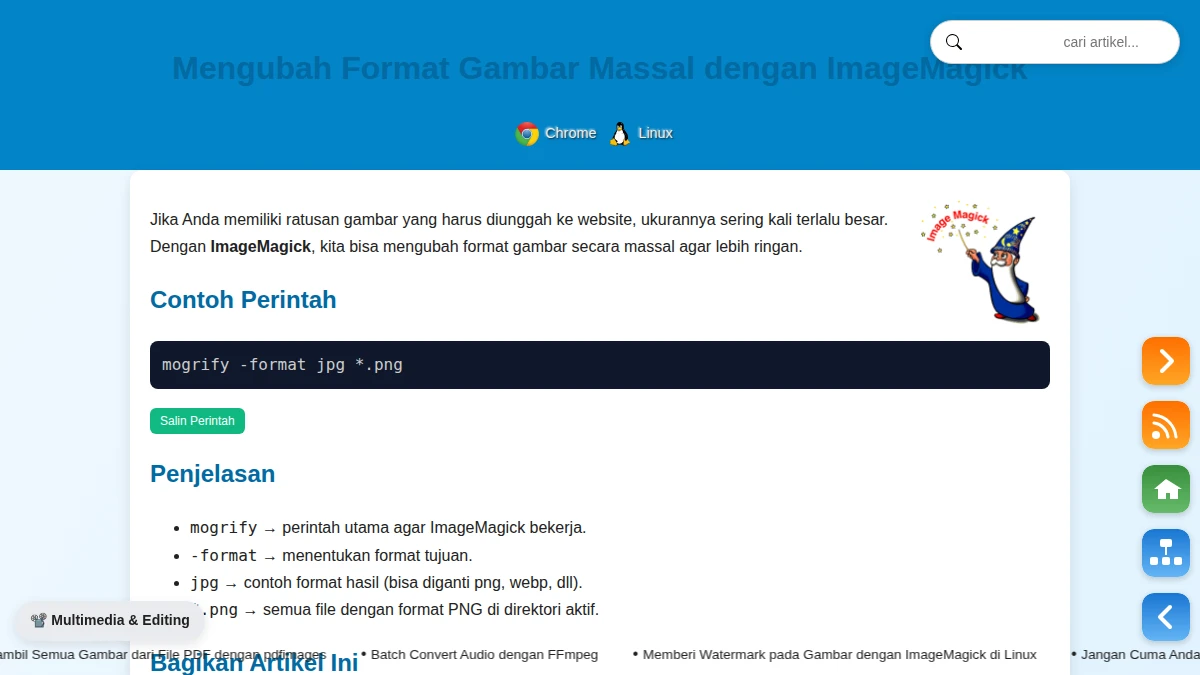 cari artikel...
Mengubah Format Gambar Massal dengan ImageMagick
Chrome Linux
Jika Anda memiliki ratusan gambar yang harus diunggah ke website, ukurannya sering kali terlalu besar.
Dengan ImageMagick, kita bisa mengubah format gambar secara massal agar lebih ringan.
Image Magick
Contoh Perintah
mogrify -format jpg *.png
Salin Perintah
Penjelasan
• mogrify → perintah utama agar ImageMagick bekerja.
• -format → menentukan format tujuan.
• jpg → contoh format hasil (bisa diganti png, webp, dll).
*.png → semua file dengan format PNG di direktori aktif.
Multimedia & Editing
Bagikan Artikel Ini
ambil Semua Gambar dari File PDF dengan pdfimages • Batch Convert Audio dengan FFmpeg • Memberi Watermark pada Gambar dengan ImageMagick di Linux • Jangan Cuma Anda